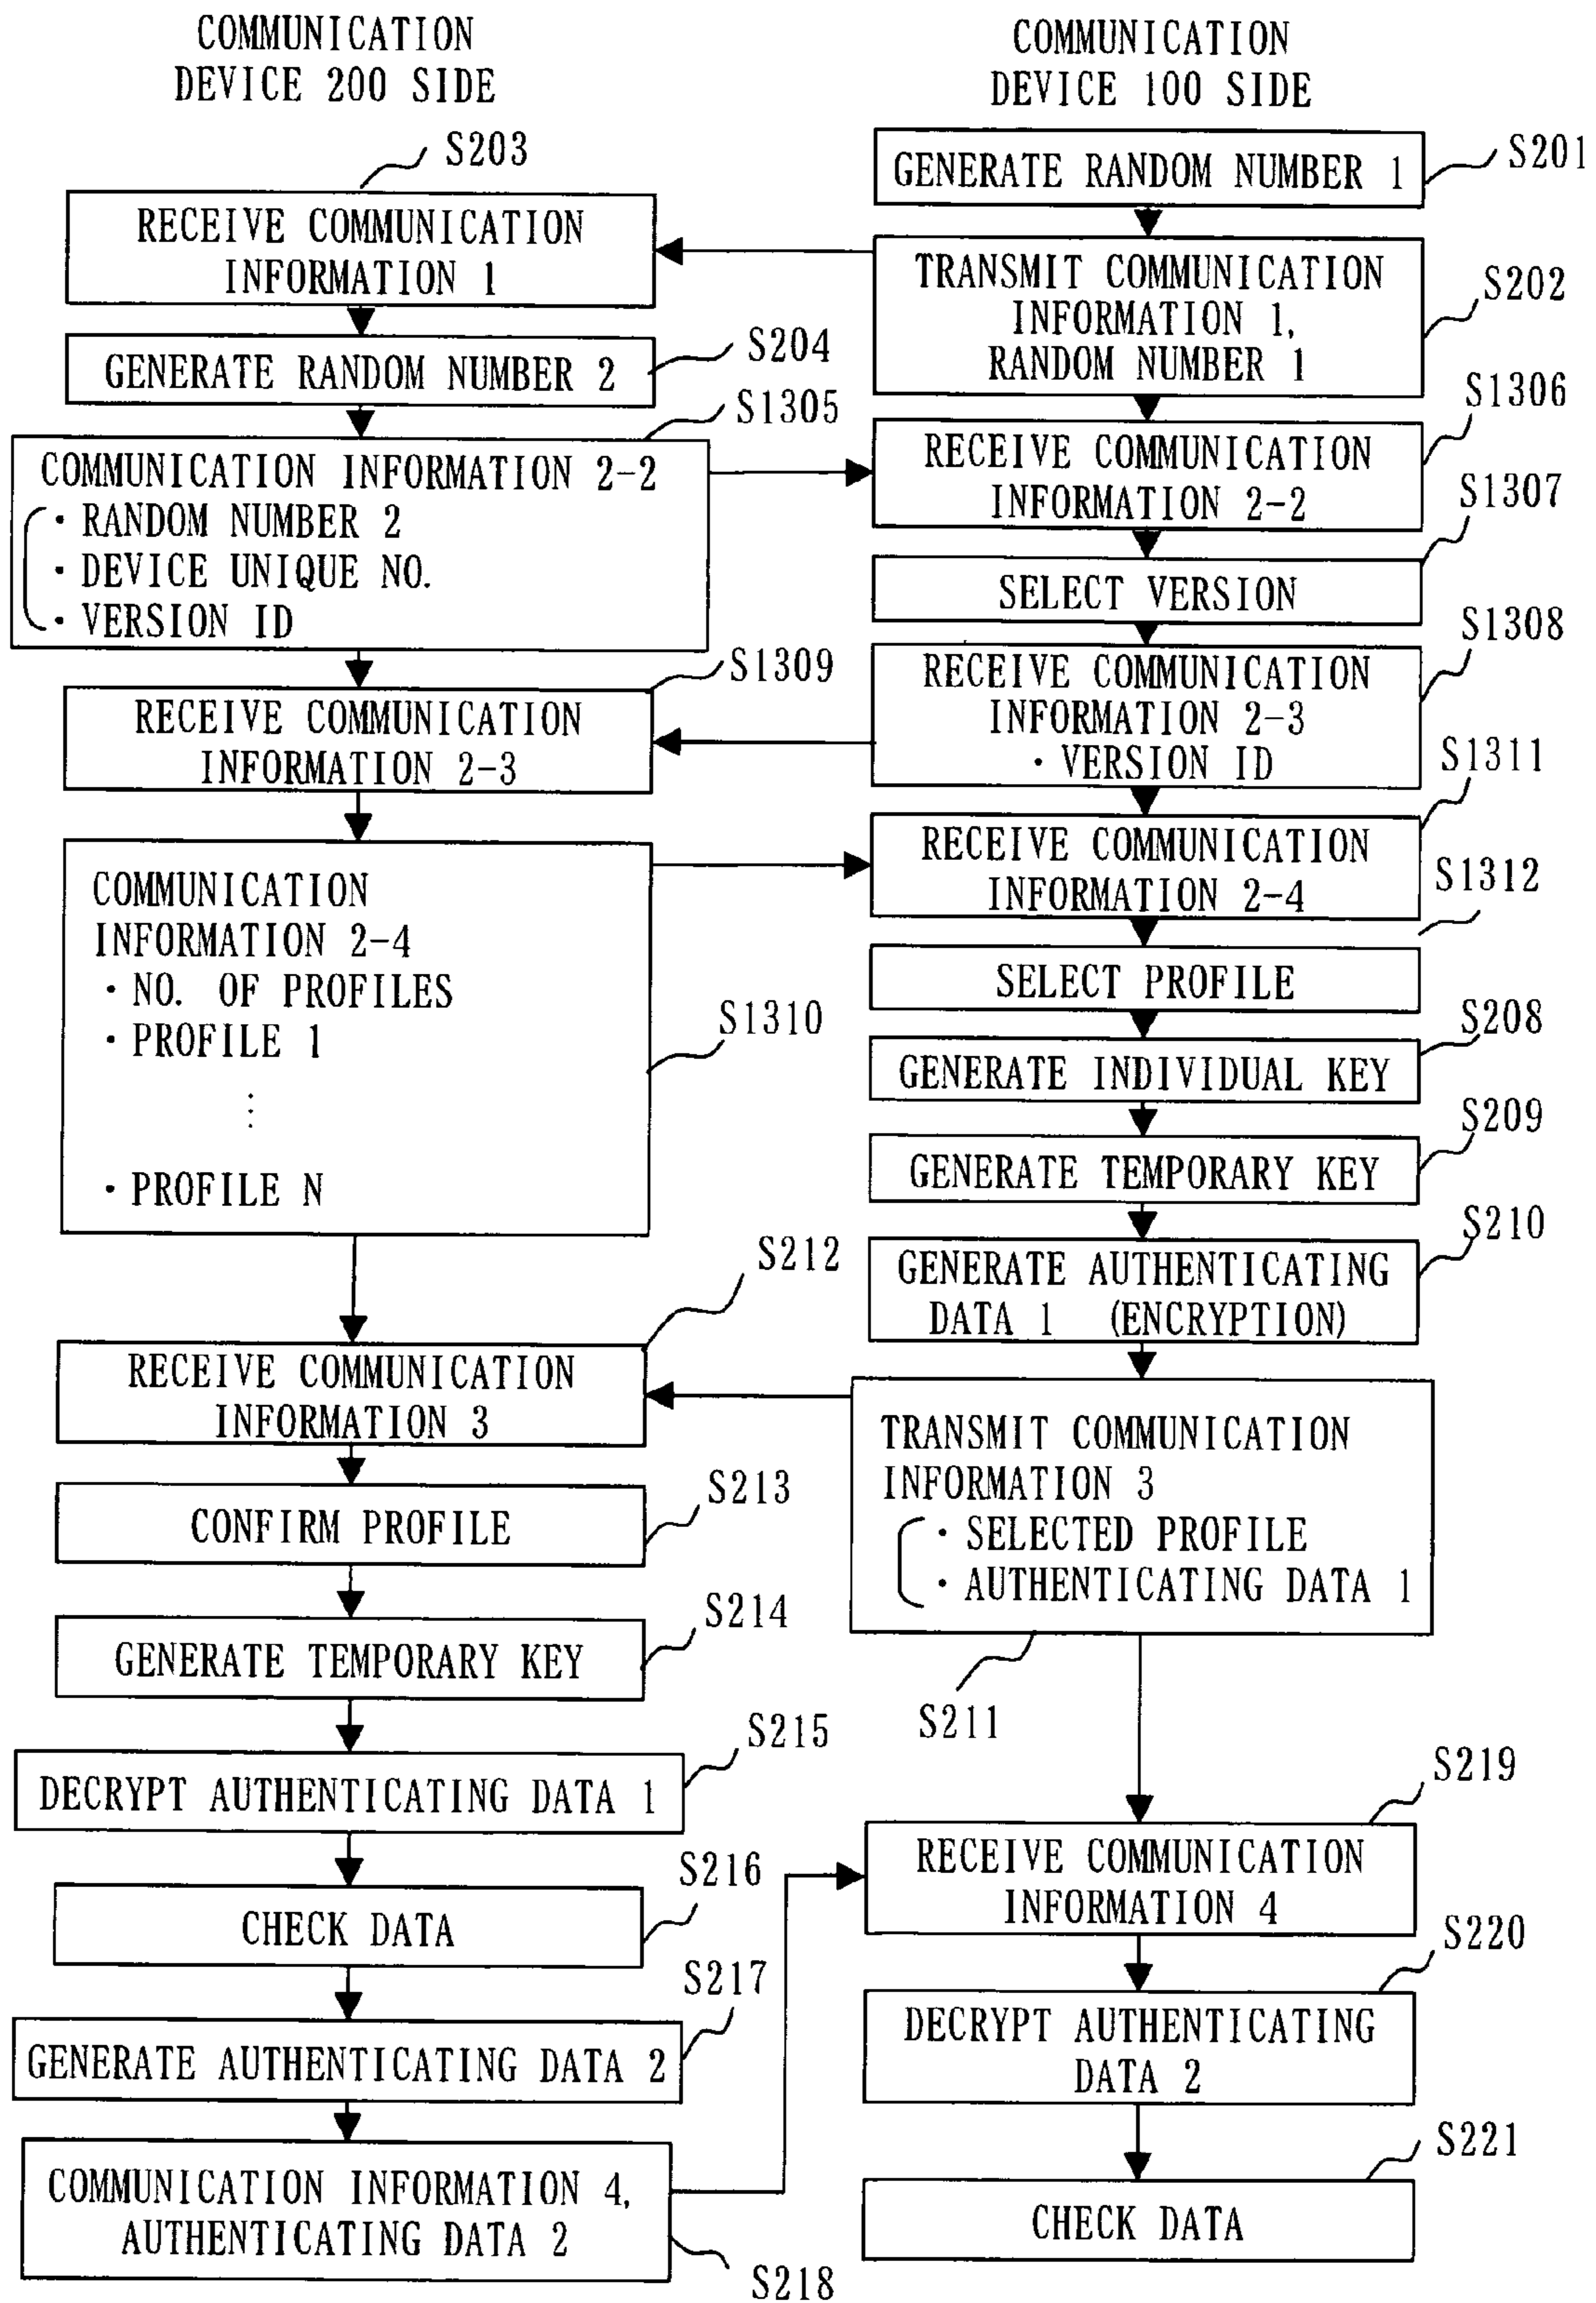 COMMUNICATION
DEVICE 200 SIDE
S203
RECEIVE COMMUNICATION
INFORMATION 1
GENERATE RANDOM NUMBER 2
S204
S1305
COMMUNICATION INFORMATION 2-2
· RANDOM NUMBER 2
· DEVICE UNIQUE NO.
· VERSION ID
S1309
RECEIVE COMMUNICATION
INFORMATION 2-3
COMMUNICATION
INFORMATION 2-4
· NO. OF PROFILES
· PROFILE 1
⋮
· PROFILE N
S1310
S212
RECEIVE COMMUNICATION
INFORMATION 3
S213
CONFIRM PROFILE
S214
GENERATE TEMPORARY KEY
S215
DECRYPT AUTHENTICATING DATA 1
S216
CHECK DATA
S217
GENERATE AUTHENTICATING DATA 2
COMMUNICATION INFORMATION 4,
AUTHENTICATING DATA 2
S218
COMMUNICATION
DEVICE 100 SIDE
GENERATE RANDOM NUMBER 1
S201
TRANSMIT COMMUNICATION
INFORMATION 1,
RANDOM NUMBER 1
S202
S1306
RECEIVE COMMUNICATION
INFORMATION 2-2
S1307
SELECT VERSION
S1308
RECEIVE COMMUNICATION
INFORMATION 2-3
· VERSION ID
S1311
RECEIVE COMMUNICATION
INFORMATION 2-4
S1312
SELECT PROFILE
S208
GENERATE INDIVIDUAL KEY
S209
GENERATE TEMPORARY KEY
S210
GENERATE AUTHENTICATING
DATA 1 (ENCRYPTION)
TRANSMIT COMMUNICATION
INFORMATION 3
· SELECTED PROFILE
· AUTHENTICATING DATA 1
S211
S219
RECEIVE COMMUNICATION
INFORMATION 4
S220
DECRYPT AUTHENTICATING
DATA 2
S221
CHECK DATA